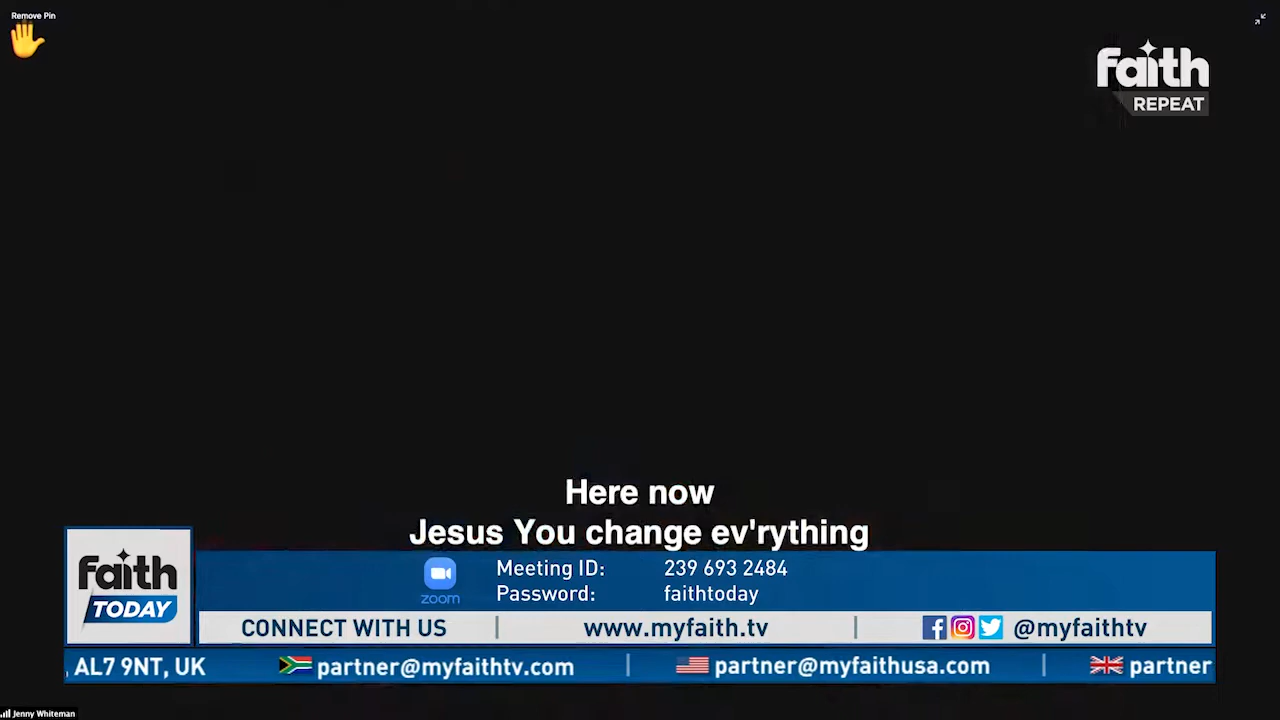 Remove Pin
faith
REPEAT
Here now
Jesus You change ev'rything
faith
TODAY
zoom
Meeting ID: 239 693 2484
Password: faithtoday
CONNECT WITH US | www.myfaith.tv | @myfaithtv
, AL7 9NT, UK partner@myfaithtv.com | partner@myfaithusa.com | partner
Jenny Whiteman